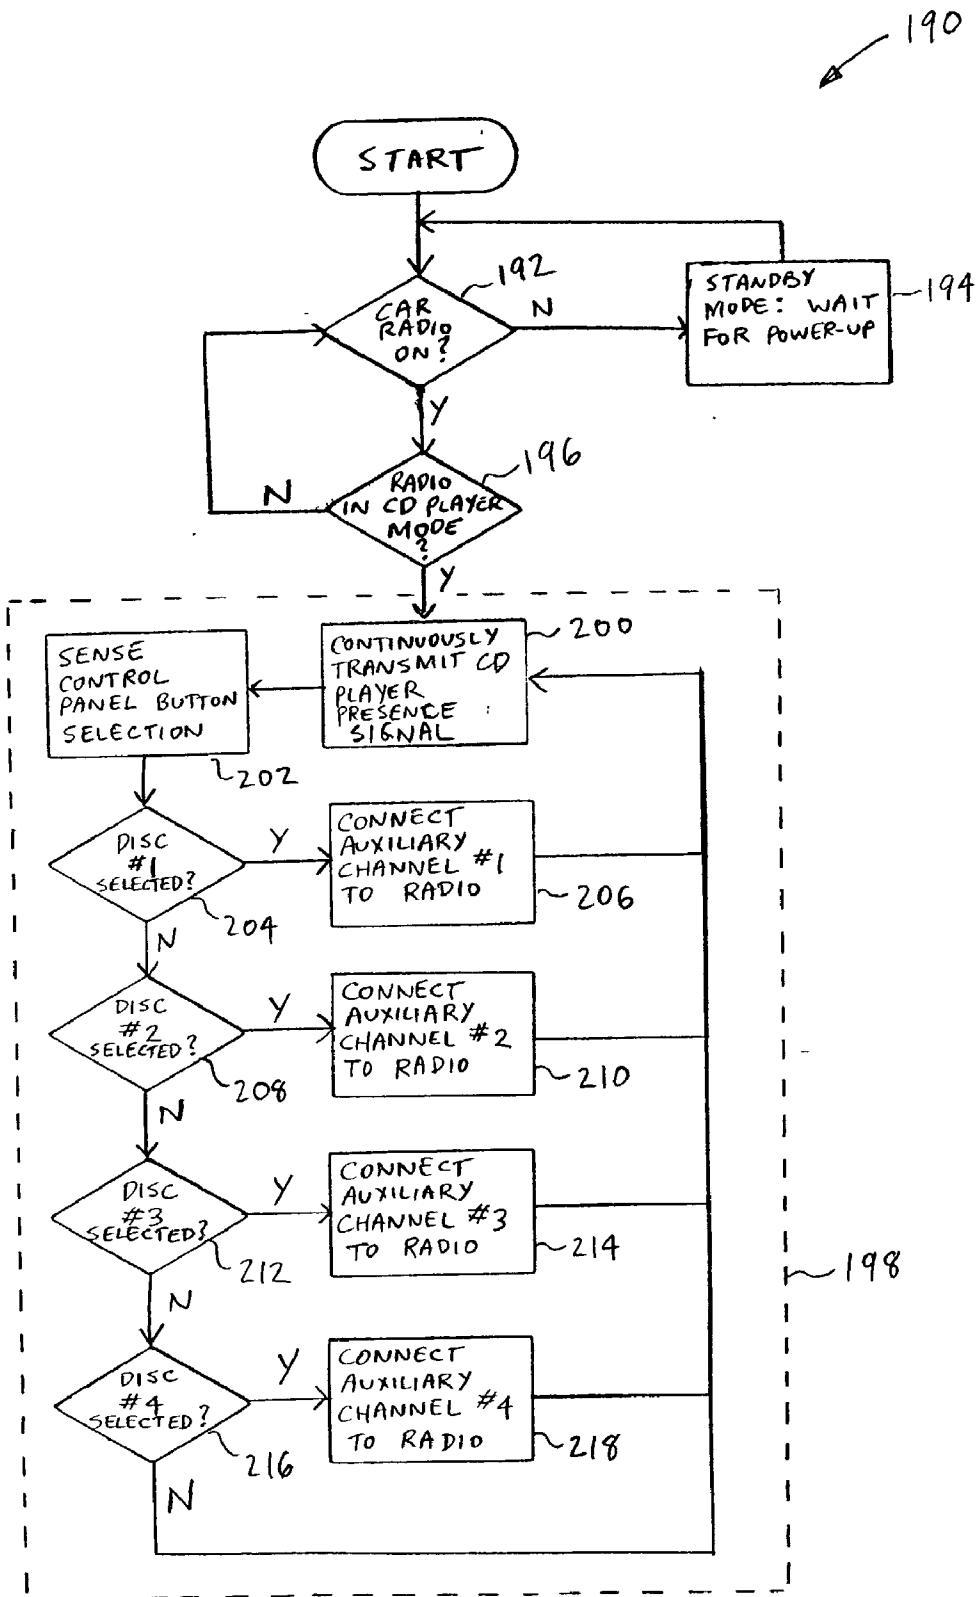 190
START
192
CAR
RADIO
ON?
N
STANDBY
MODE: WAIT
FOR POWER-UP
194
Y
196
RADIO
IN CD PLAYER
MODE
?
N
Y
200
CONTINUOUSLY
TRANSMIT CD
PLAYER
PRESENCE
SIGNAL
SENSE
CONTROL
PANEL BUTTON
SELECTION
202
DISC
#1
SELECTED?
204
Y
CONNECT
AUXILIARY
CHANNEL #1
TO RADIO
206
N
DISC
#2
SELECTED?
208
Y
CONNECT
AUXILIARY
CHANNEL #2
TO RADIO
210
N
DISC
#3
SELECTED?
212
Y
CONNECT
AUXILIARY
CHANNEL #3
TO RADIO
214
198
N
DISC
#4
SELECTED?
216
Y
CONNECT
AUXILIARY
CHANNEL #4
TO RADIO
218
N